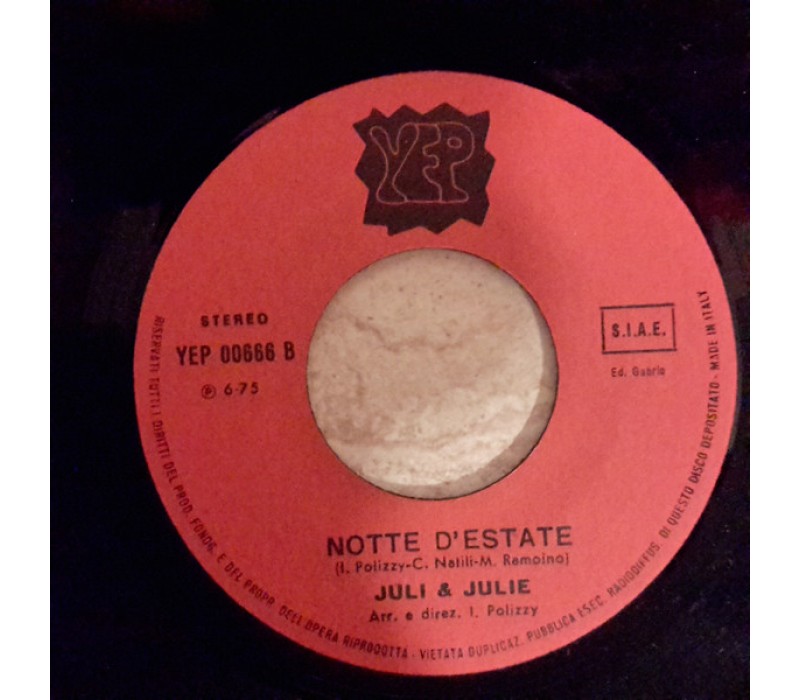 YEP
STEREO
YEP 00666 B
℗ 6-75
S.I.A.E.
Ed. Gabria
NOTTE D'ESTATE
(I. Polizzy-C. Natili-M. Ramoino)
JULI & JULIE
Arr. e direz. I. Polizzy
RISERVATI TUTTI I DIRITTI DEL PROD. FONOG. E DEL PROPR. DELL'OPERA RIPRODOTTA - VIETATA DUPLICAZ. PUBBLICA ESEC. RADIODIFFUS. DI QUESTO DISCO DEPOSITATO - MADE IN ITALY